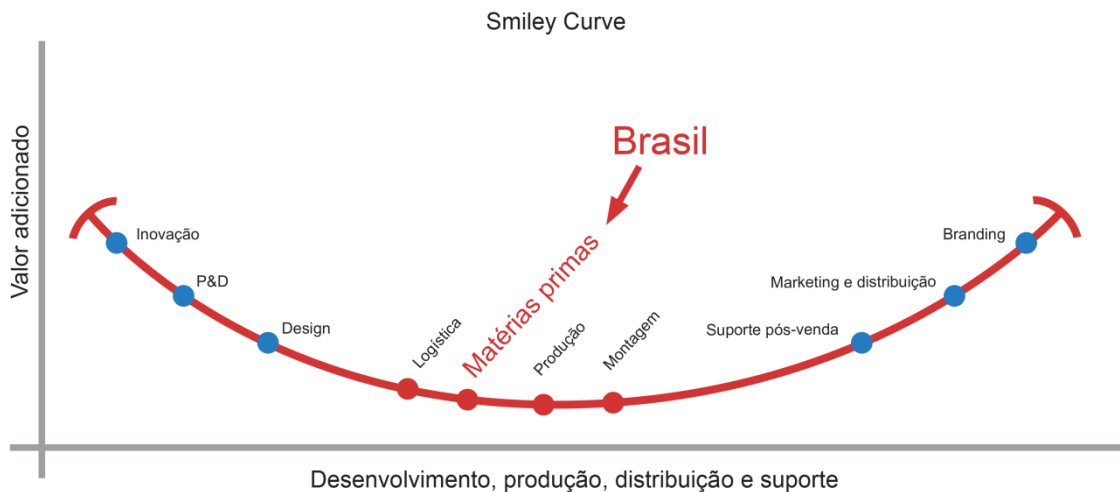 Smiley Curve
Valor adicionado
Brasil
Inovação
P&D
Design
Logística
Matérias primas
Produção
Montagem
Suporte pós-venda
Marketing e distribuição
Branding
Desenvolvimento, produção, distribuição e suporte